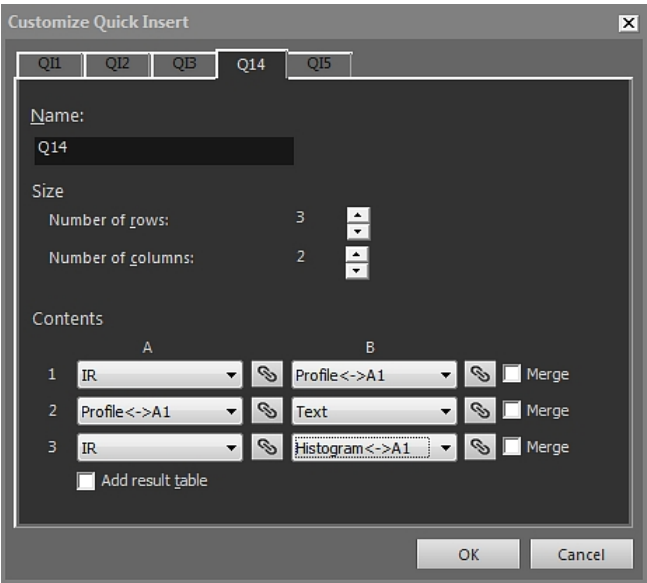 Customize Quick Insert
QI1 QI2 QI3 Q14 QI5
Name:
Q14
Size
Number of rows: 3
Number of columns: 2
Contents
A B
1 IR Profile<->A1 Merge
2 Profile<->A1 Text Merge
3 IR Histogram<->A1 Merge
Add result table
OK Cancel